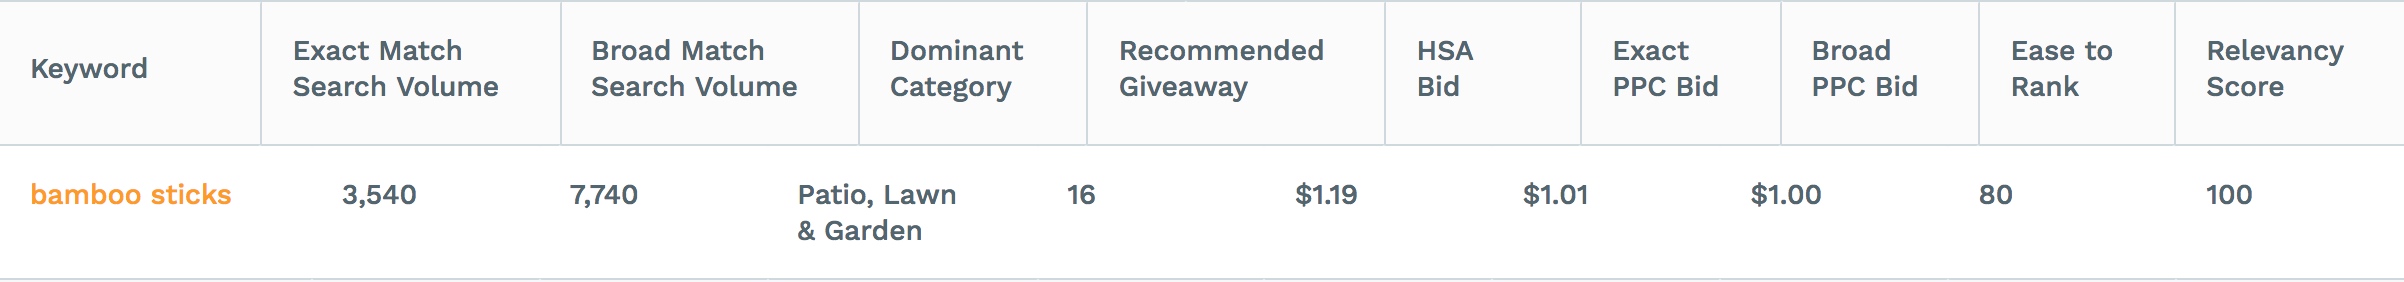 Keyword
Exact Match
Search Volume
Broad Match
Search Volume
Dominant
Category
Recommended
Giveaway
HSA
Bid
Exact
PPC Bid
Broad
PPC Bid
Ease to
Rank
Relevancy
Score
bamboo sticks
3,540
7,740
Patio, Lawn
& Garden
16
$1.19
$1.01
$1.00
80
100